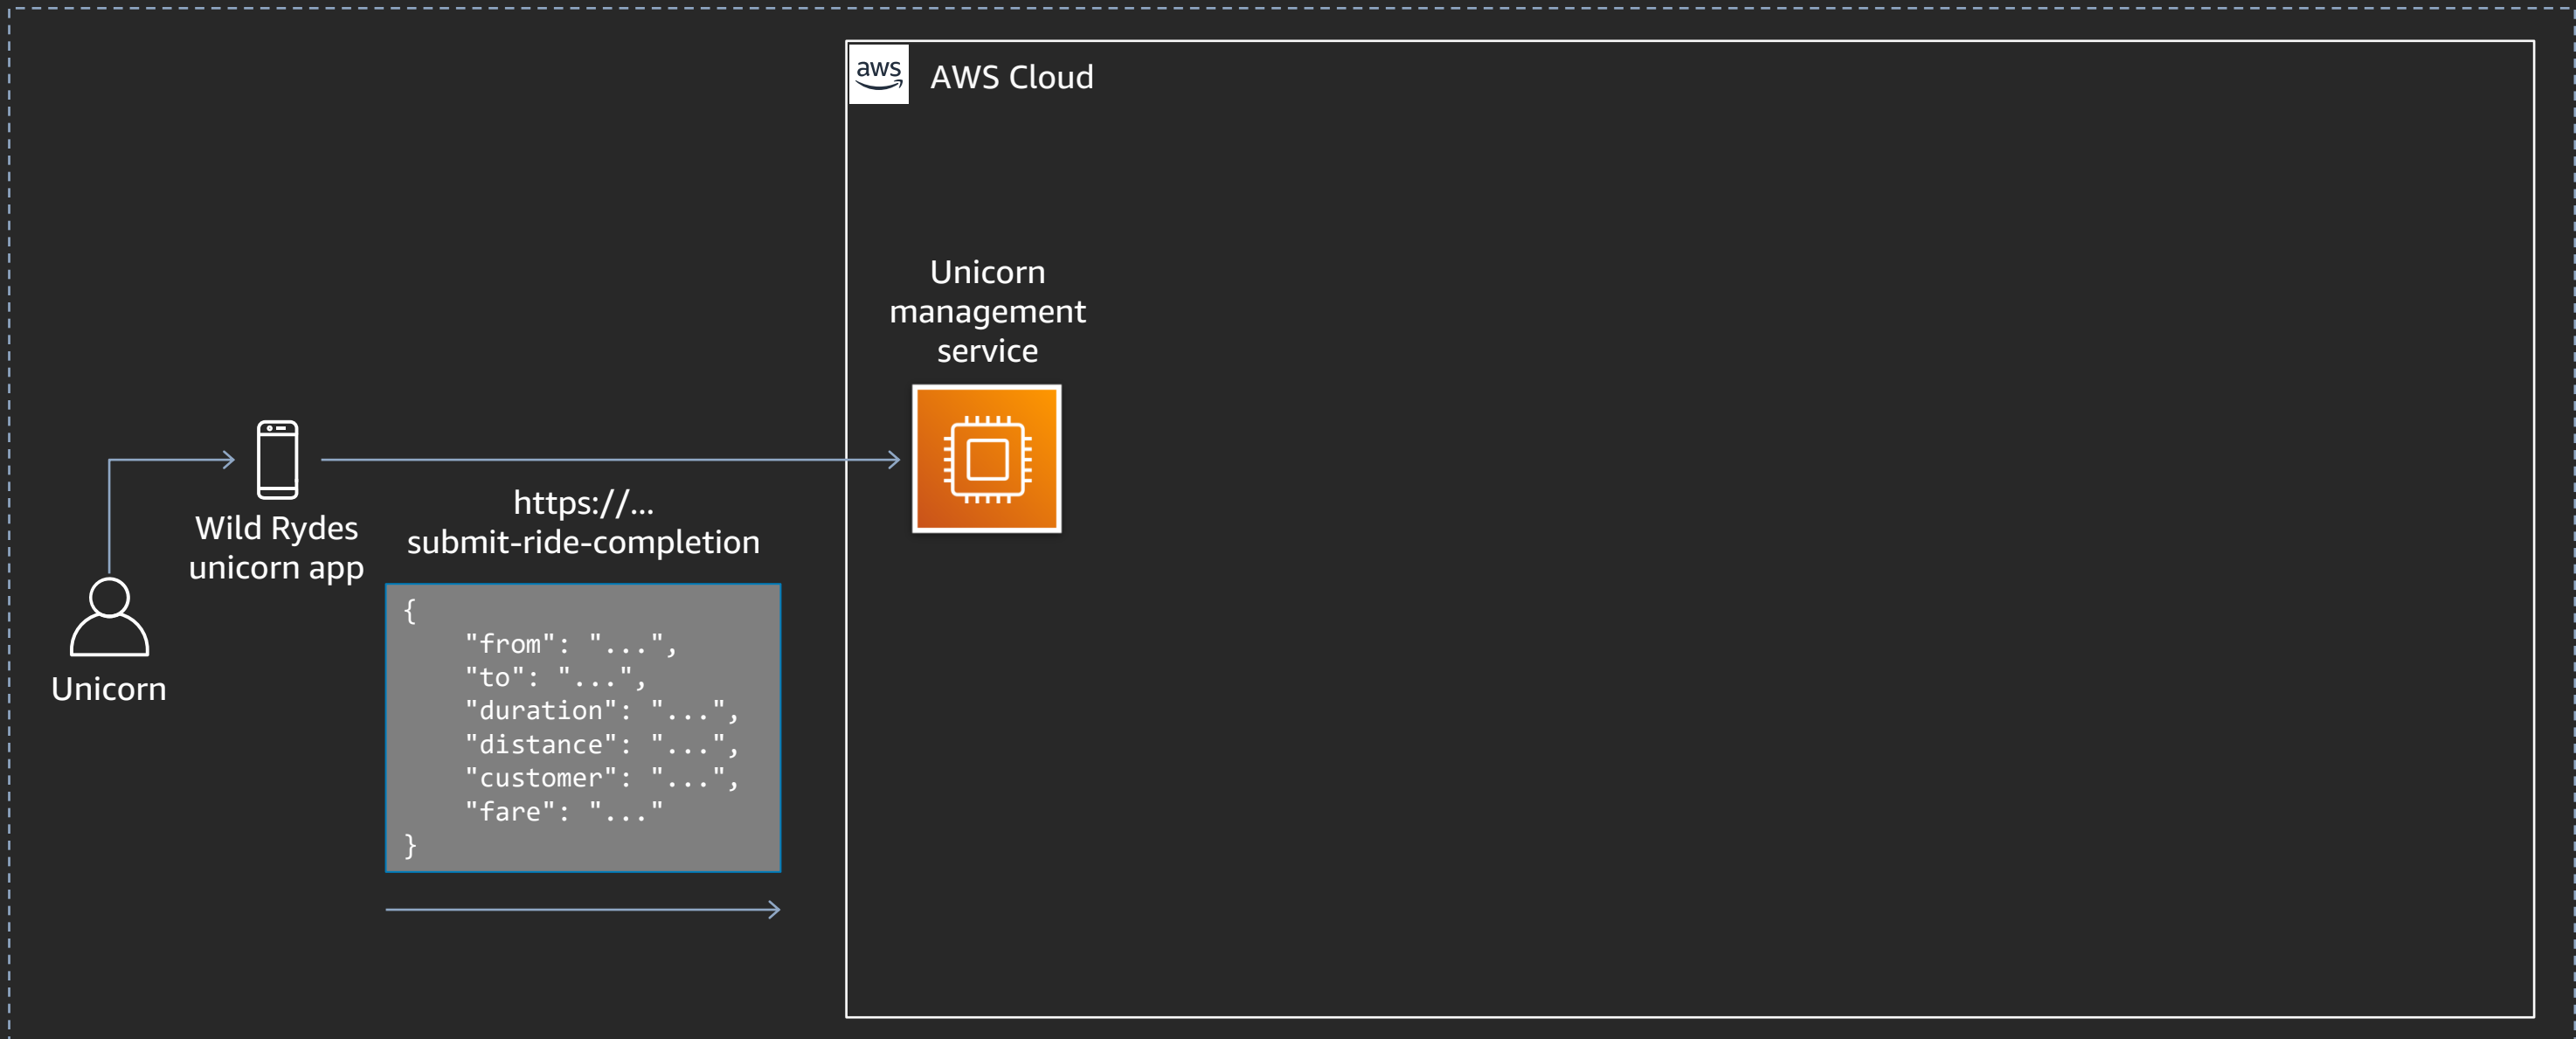 aws
AWS Cloud
Unicorn
management
service
https://...
submit-ride-completion
Wild Rydes
unicorn app
Unicorn
{
"from": "...",
"to": "...",
"duration": "...",
"distance": "...",
"customer": "...",
"fare": "..."
}